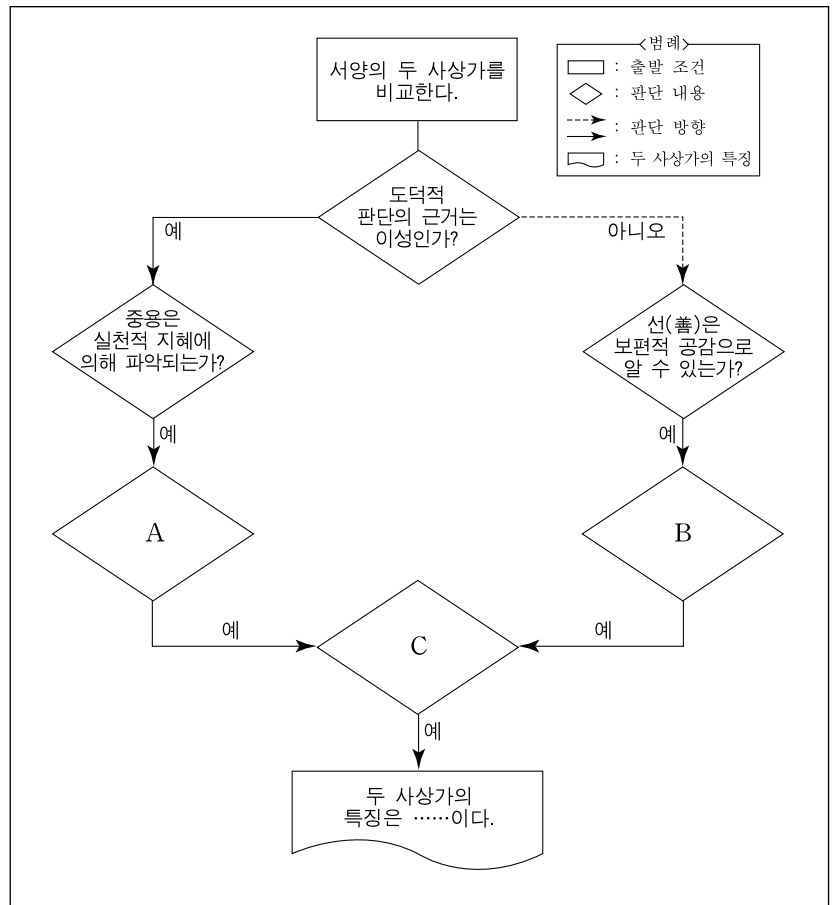 서양의 두 사상가를
비교한다.
<범례>
: 출발 조건
: 판단 내용
: 판단 방향
: 두 사상가의 특징
도덕적
판단의 근거는
이성인가?
예
아니오
중용은
실천적 지혜에
의해 파악되는가?
선(善)은
보편적 공감으로
알 수 있는가?
예
예
A
B
예
예
C
예
두 사상가의
특징은 ⋯⋯이다.